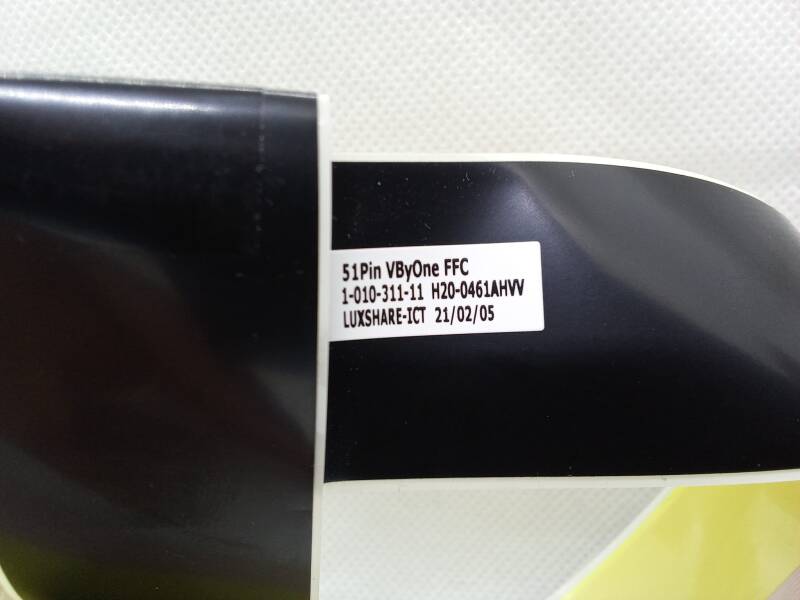 51Pin VByOne FFC
1-010-311-11 H20-0461AHVV
LUXSHARE-ICT 21/02/05